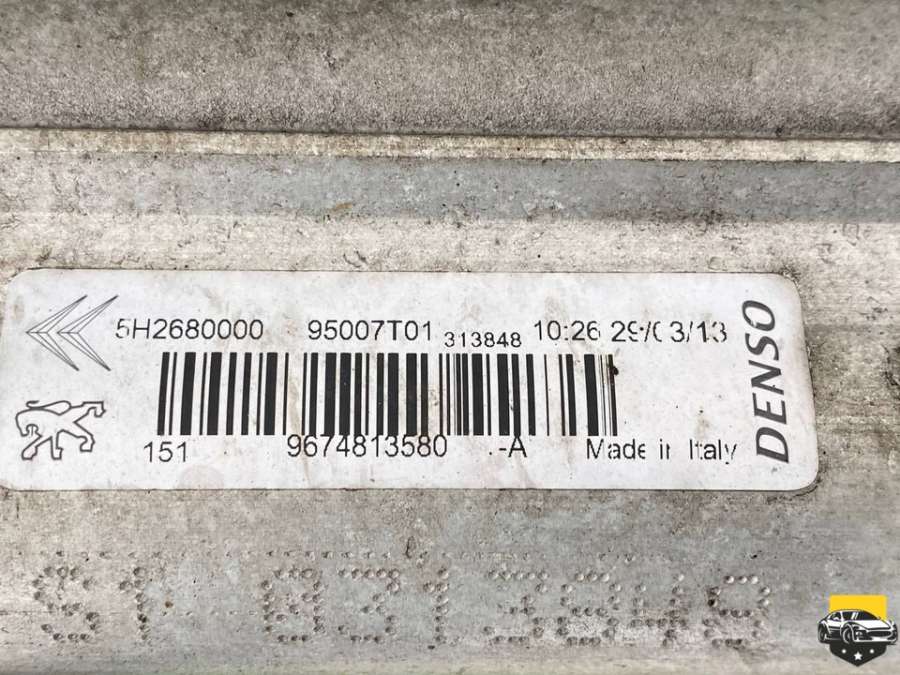 5H2680000 95007T01 313848 10:26 29/03/13
151 9674813580 -A Made in Italy
DENSO